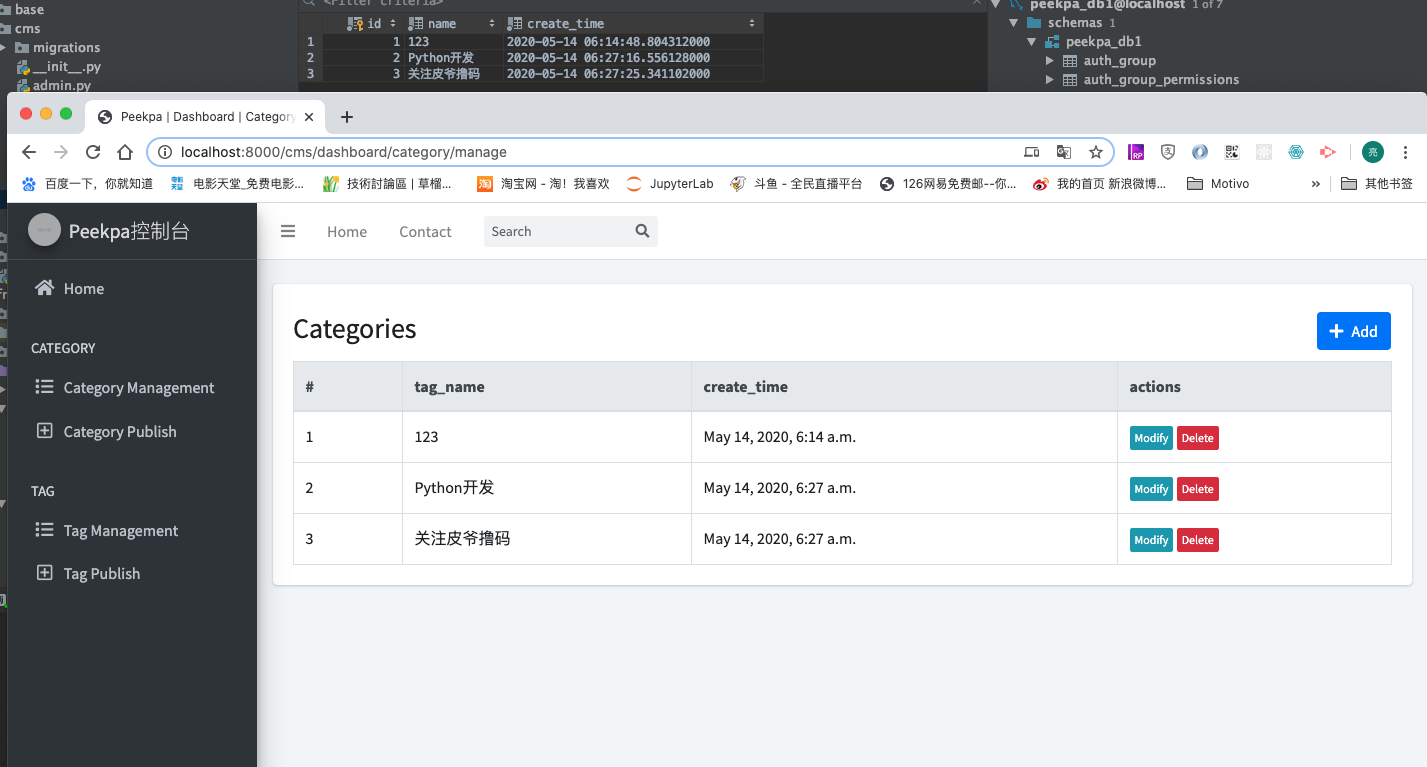 base
cms
migrations
__init__.py
admin.py
<Filter criteria>
id name create_time
1 1 123 2020-05-14 06:14:48.804312000
2 2 Python开发 2020-05-14 06:27:16.556128000
3 3 关注皮爷撸码 2020-05-14 06:27:25.341102000
peekpa_db1@localhost 1 of 7
schemas 1
peekpa_db1
auth_group
auth_group_permissions
Peekpa | Dashboard | Category
localhost:8000/cms/dashboard/category/manage
百度一下，你就知道 电影天堂_免费电影... 技術討論區 | 草榴... 淘宝网 - 淘！我喜欢 JupyterLab 斗鱼 - 全民直播平台 126网易免费邮--你... 我的首页 新浪微博... Motivo » 其他书签
Peekpa控制台
Home Contact Search
Home
CATEGORY
Category Management
Category Publish
TAG
Tag Management
Tag Publish
Categories
Add
# tag_name create_time actions
1 123 May 14, 2020, 6:14 a.m. Modify Delete
2 Python开发 May 14, 2020, 6:27 a.m. Modify Delete
3 关注皮爷撸码 May 14, 2020, 6:27 a.m. Modify Delete